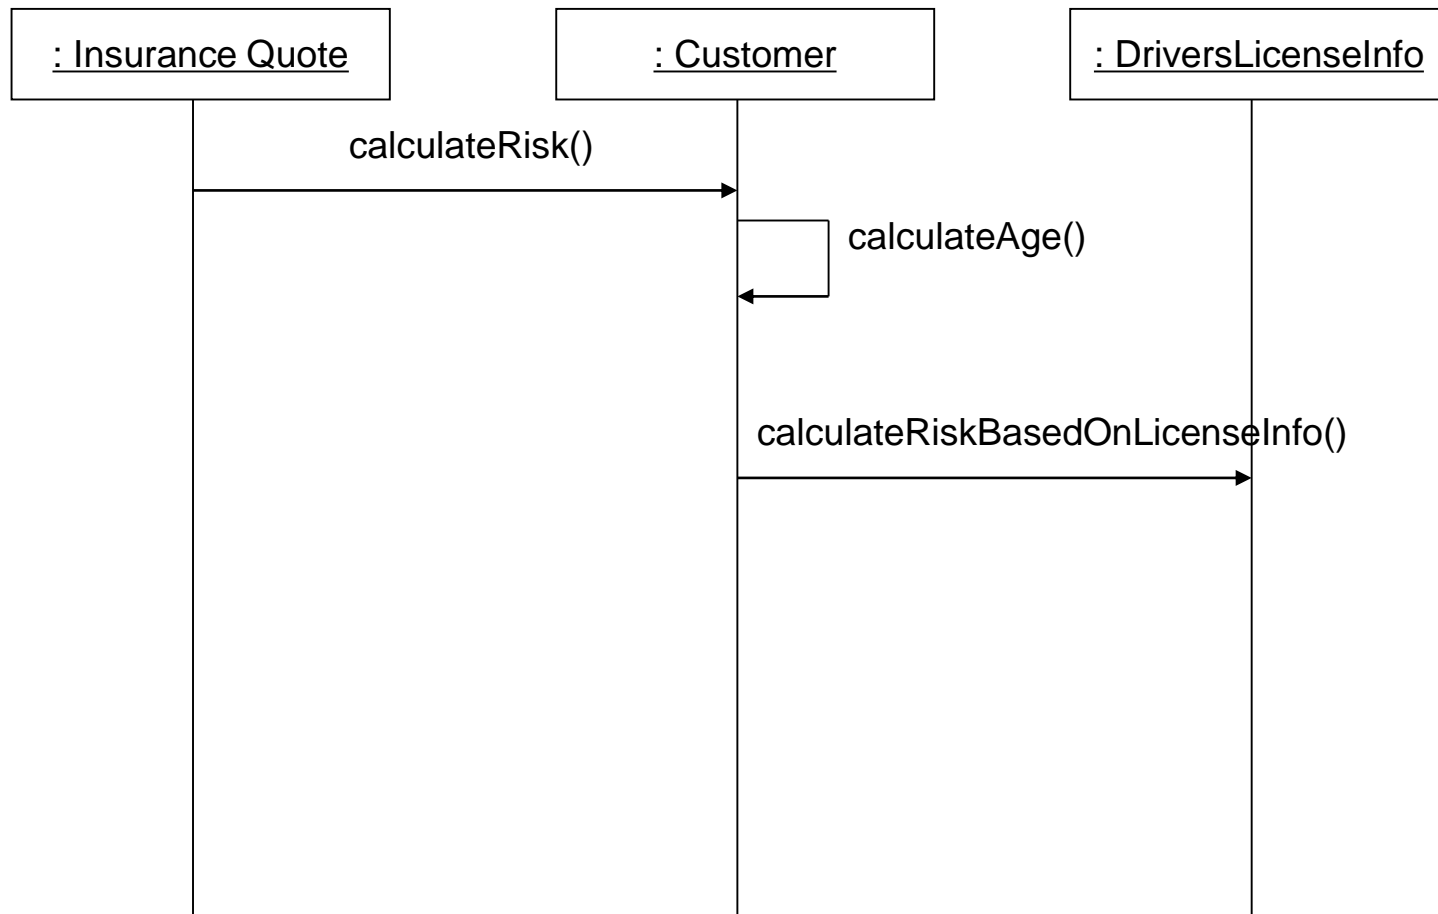 : Insurance Quote
: Customer
: DriversLicenseInfo
calculateRisk()
calculateAge()
calculateRiskBasedOnLicenseInfo()